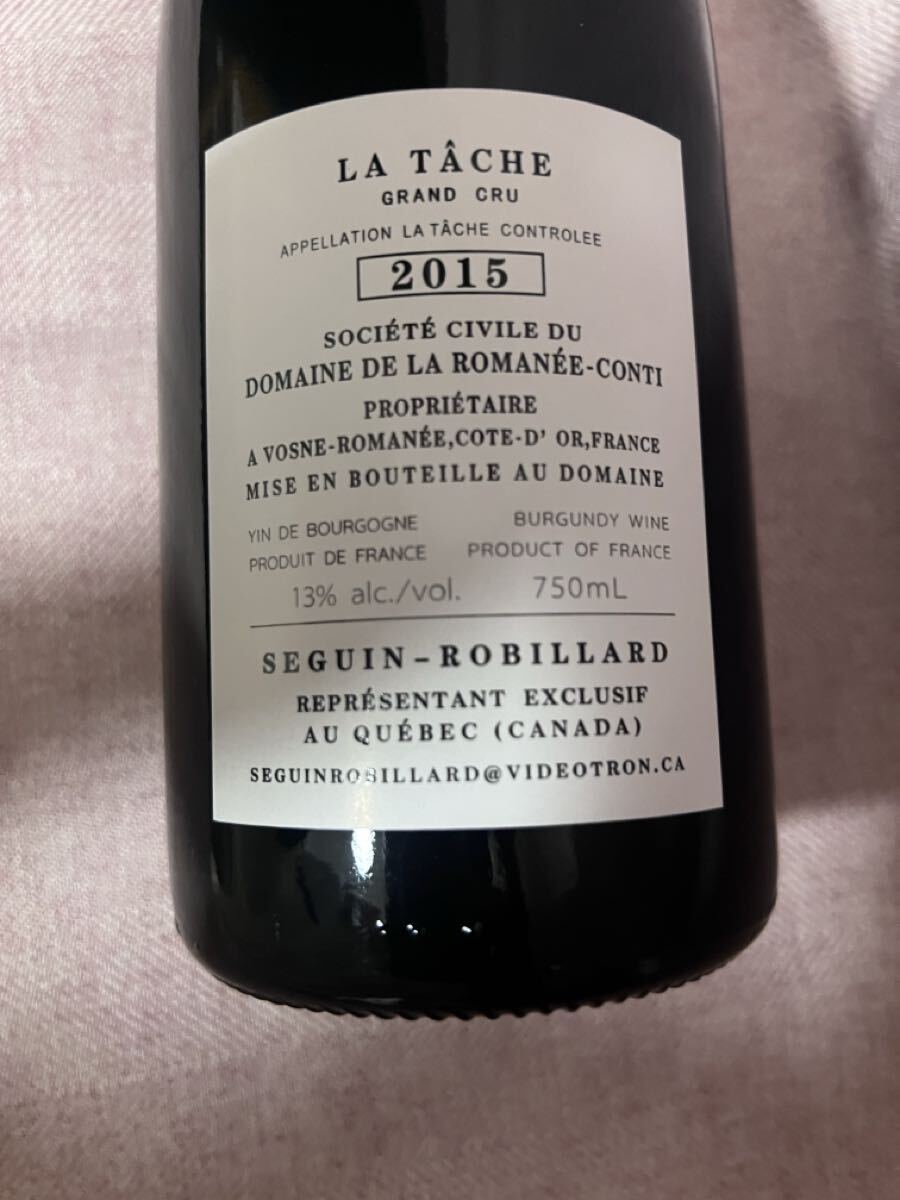 LA TÂCHE
GRAND CRU
APPELLATION LA TÂCHE CONTROLEE
2015
SOCIÉTÉ CIVILE DU
DOMAINE DE LA ROMANÉE-CONTI
PROPRIÉTAIRE
A VOSNE-ROMANÉE,COTE-D' OR,FRANCE
MISE EN BOUTEILLE AU DOMAINE
YIN DE BOURGOGNE BURGUNDY WINE
PRODUIT DE FRANCE PRODUCT OF FRANCE
13% alc./vol. 750mL
SEGUIN-ROBILLARD
REPRÉSENTANT EXCLUSIF
AU QUÉBEC (CANADA)
SEGUINROBILLARD@VIDEOTRON.CA